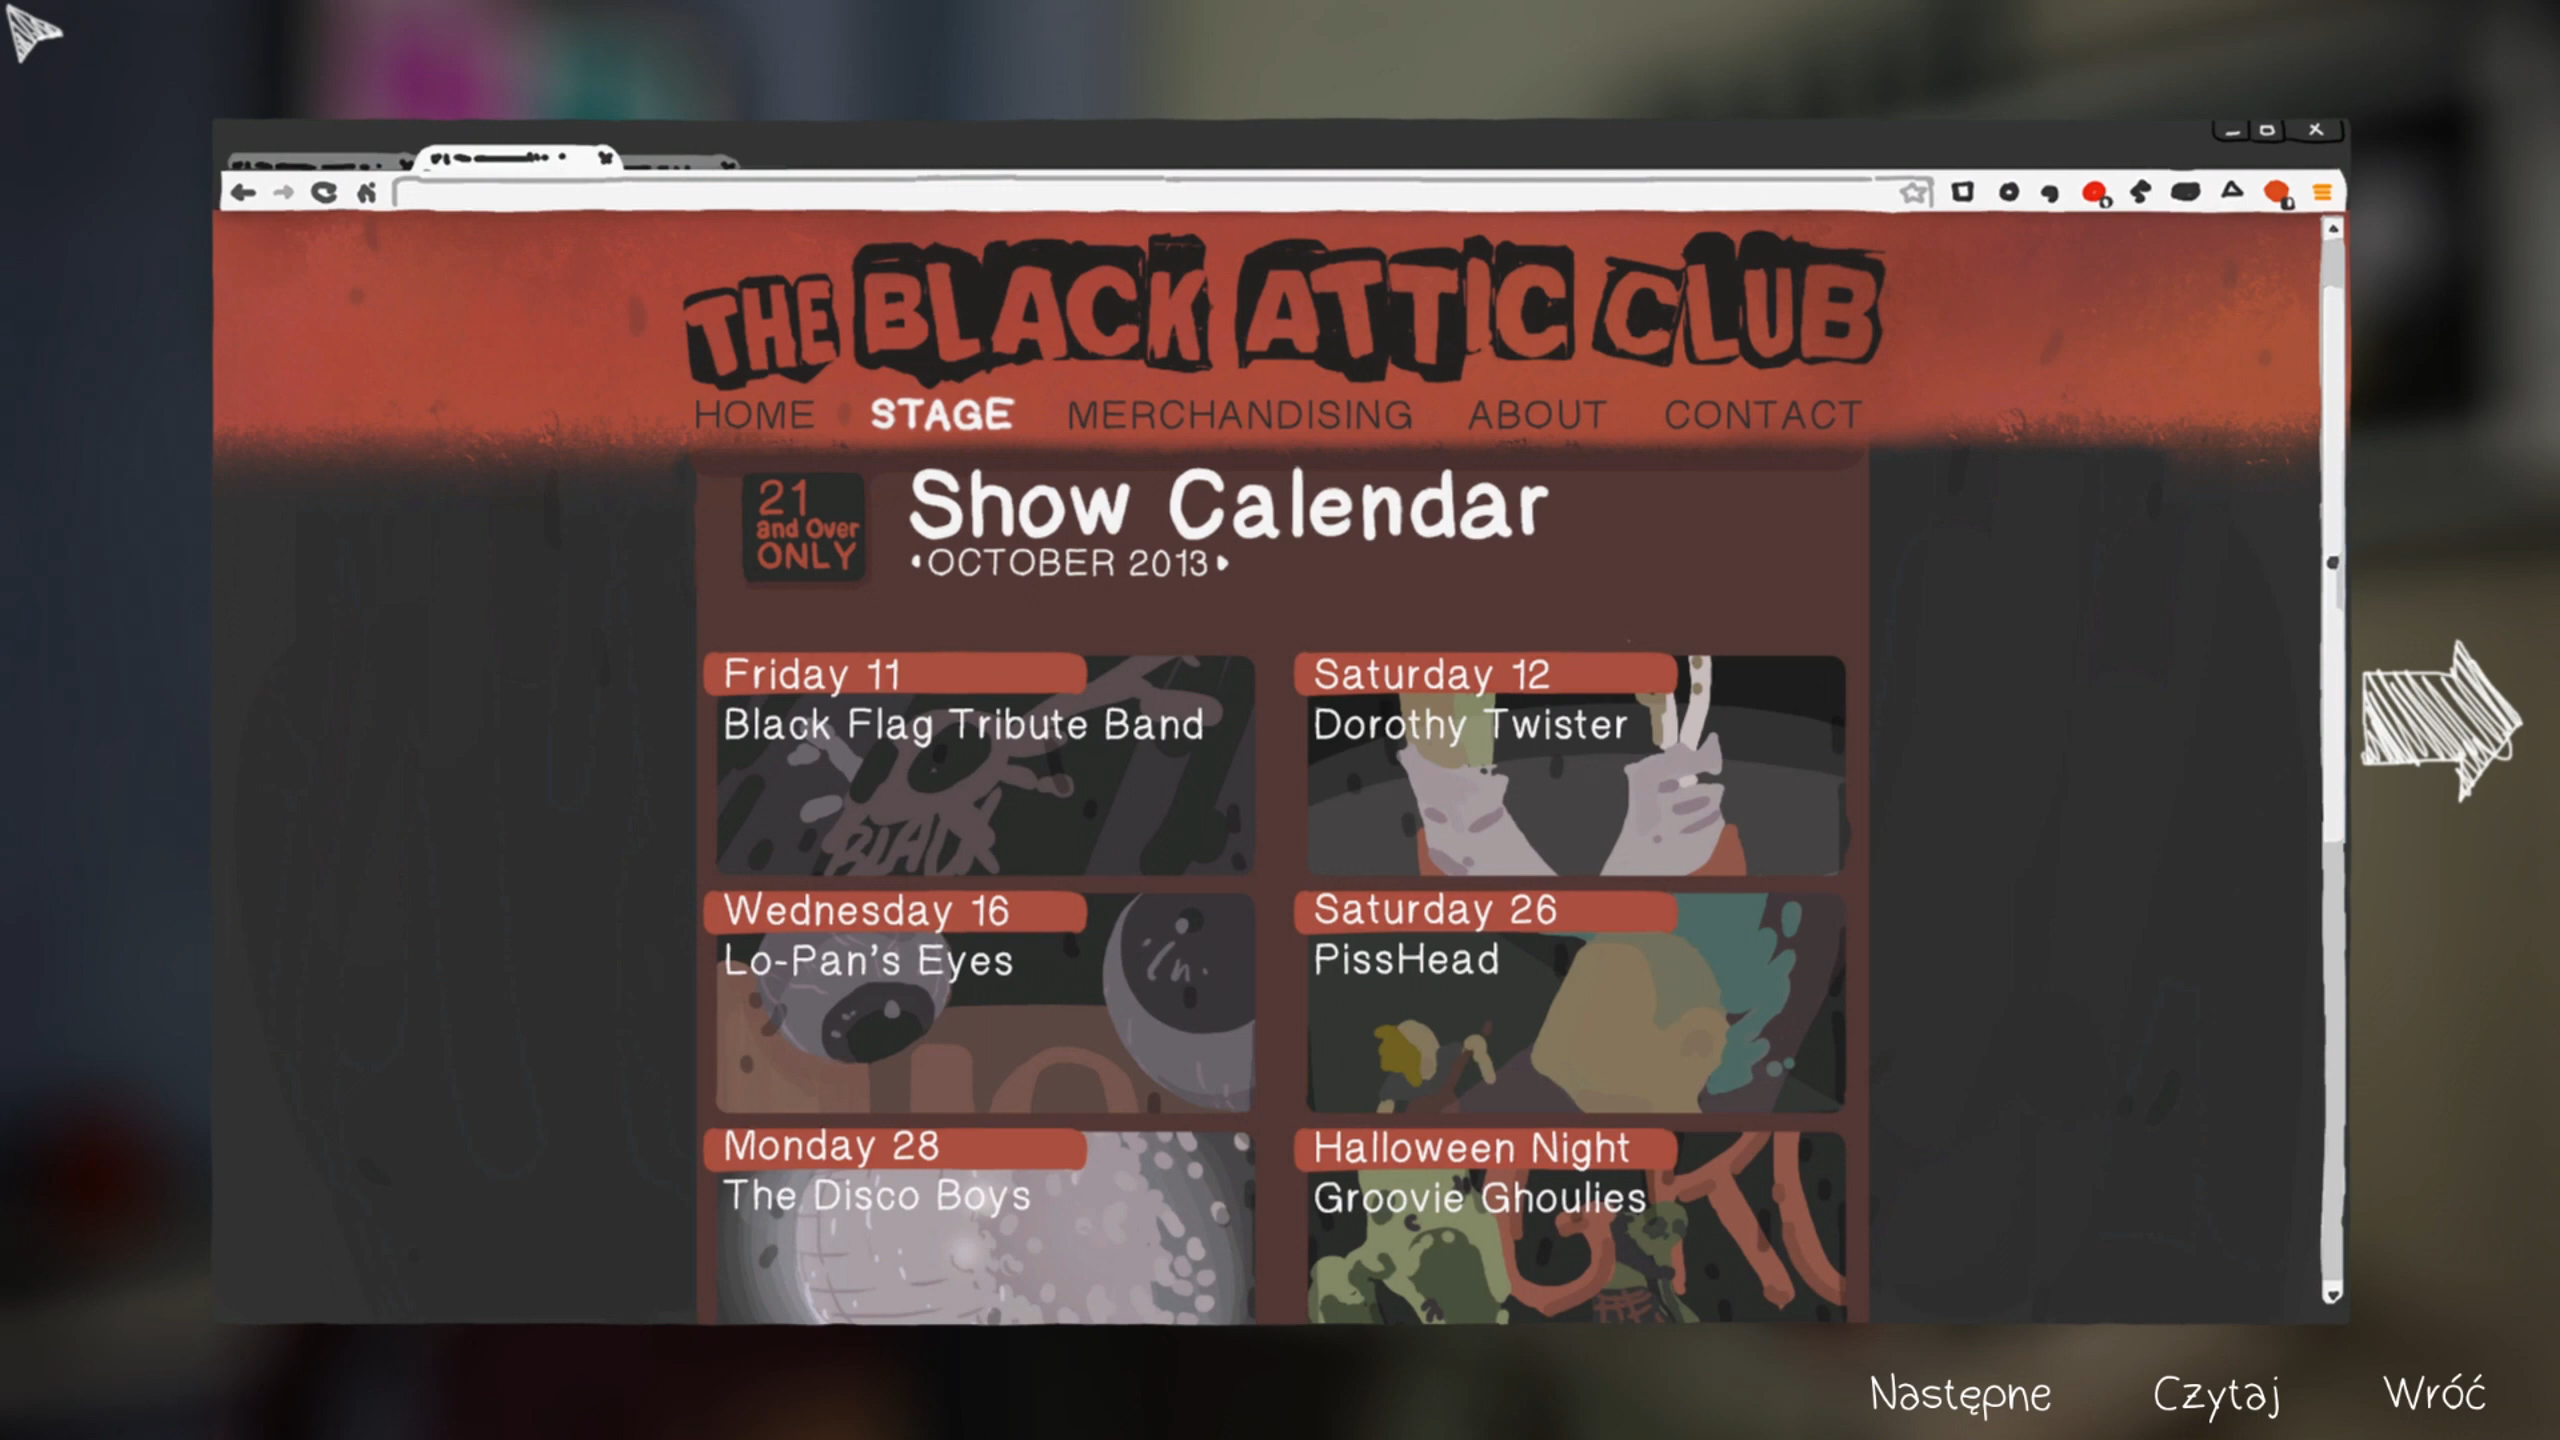 THE BLACK ATTIC CLUB
HOME STAGE MERCHANDISING ABOUT CONTACT
21
and Over
ONLY
Show Calendar
OCTOBER 2013
Friday 11
Black Flag Tribute Band
BLACK
Saturday 12
Dorothy Twister
Wednesday 16
Lo-Pan's Eyes
Saturday 26
PissHead
Monday 28
The Disco Boys
Halloween Night
Groovie Ghoulies
Następne Czytaj Wróć